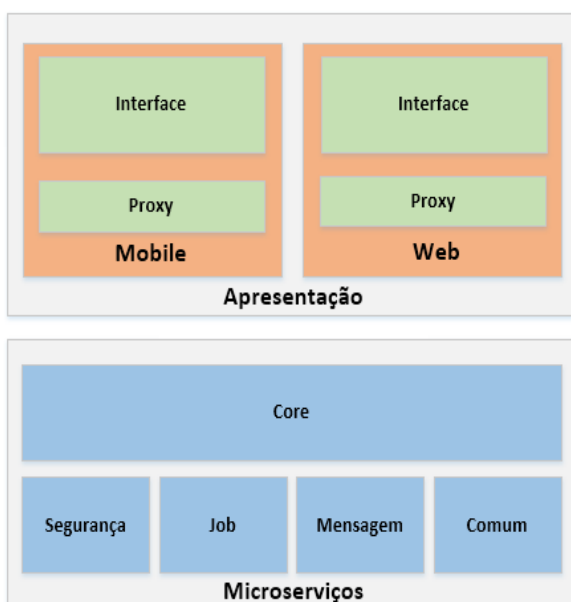 Interface
Interface
Proxy
Proxy
Mobile
Web
Apresentação
Core
Segurança
Job
Mensagem
Comum
Microserviços